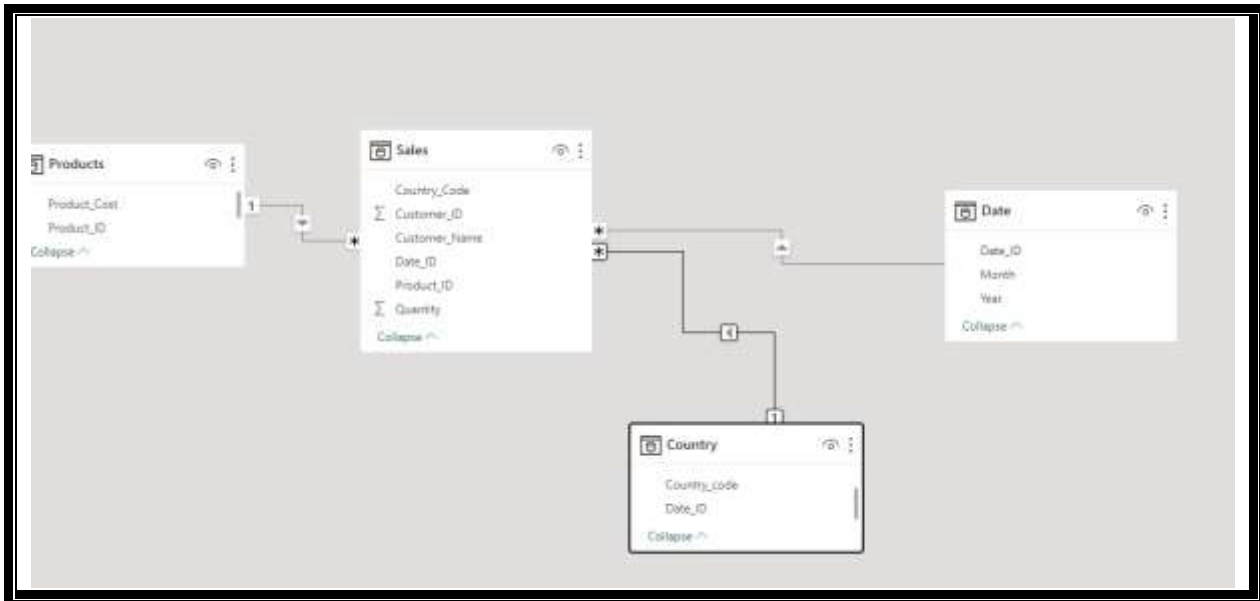 Products
Product_Cost
Product_ID
Collapse
1
*
Sales
Country_Code
Σ Customer_ID
Customer_Name
Date_ID
Product_ID
Σ Quantity
Collapse
*
*
Date
Date_ID
Month
Year
Collapse
1
Country
Country_code
Date_ID
Collapse